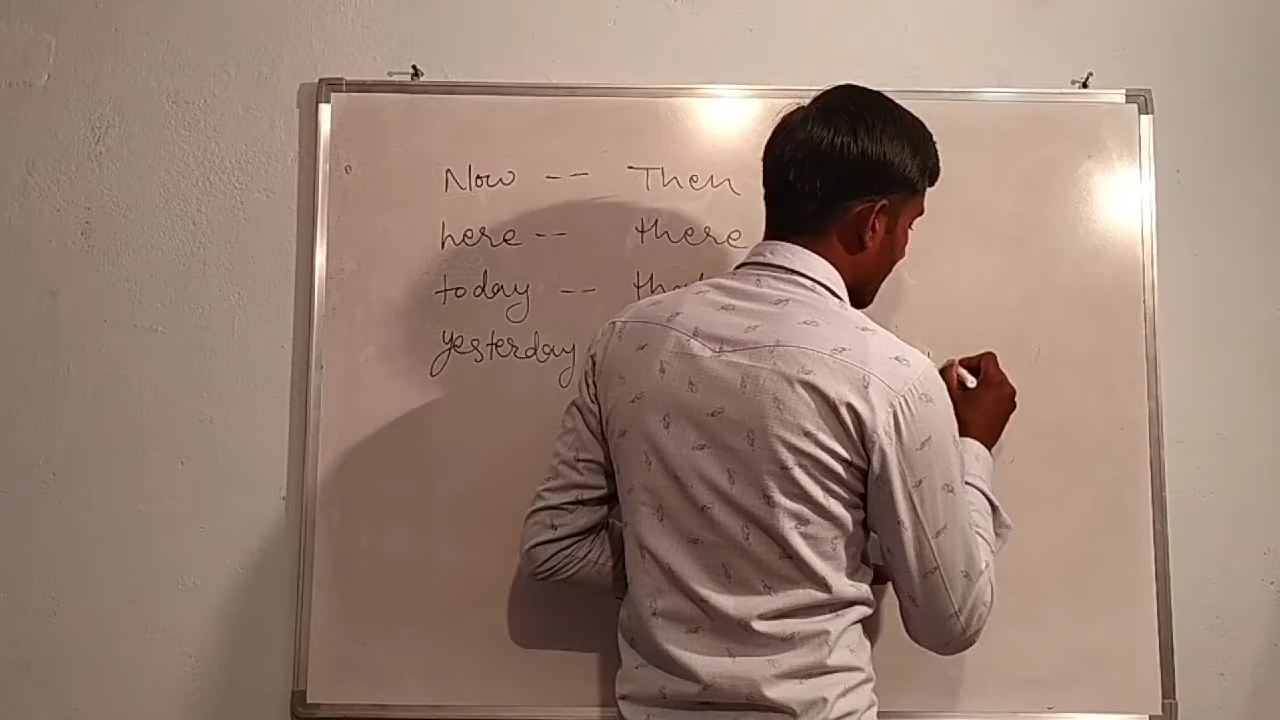 Now -- Then
here -- there
today --
yesterday